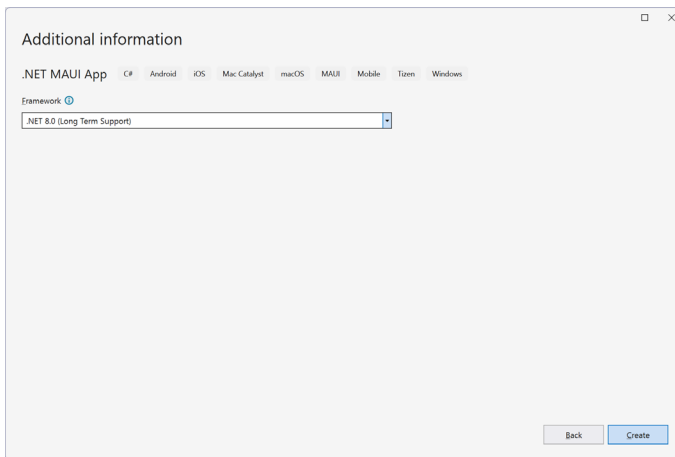 Additional information
.NET MAUI App C# Android iOS Mac Catalyst macOS MAUI Mobile Tizen Windows
Framework
.NET 8.0 (Long Term Support)
Back Create